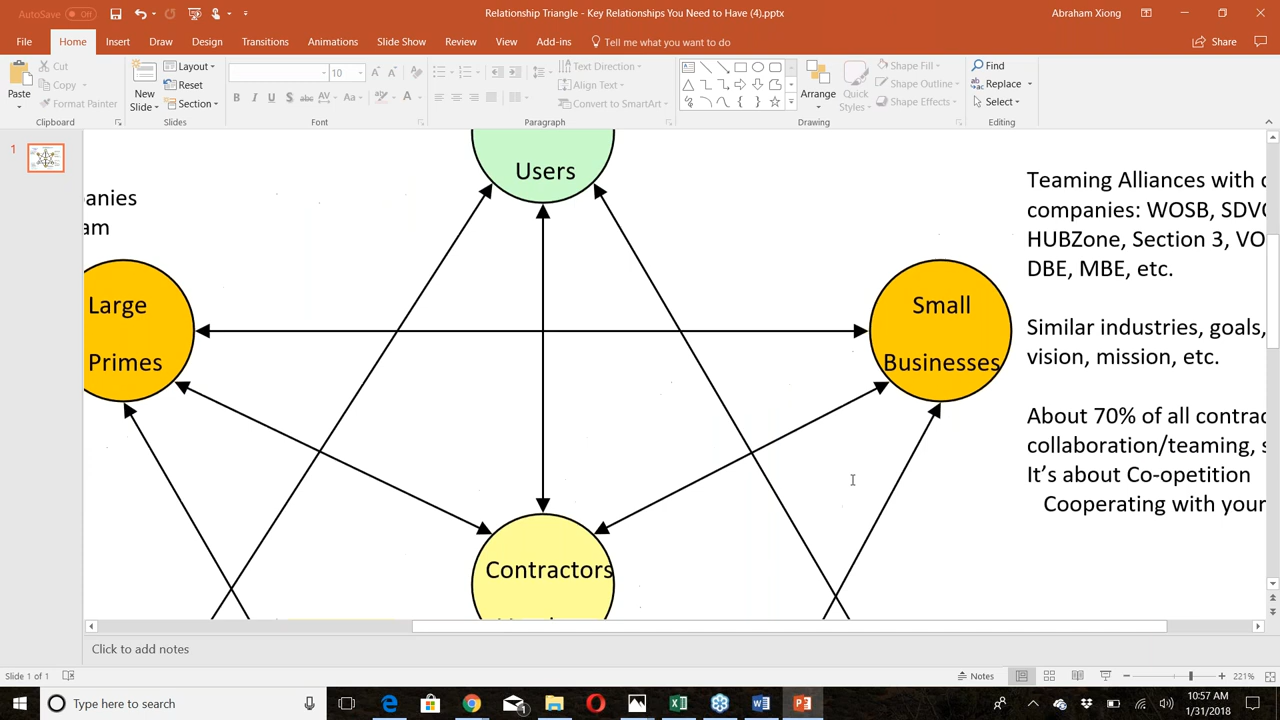 AutoSave
Off
Relationship Triangle - Key Relationships You Need to Have (4).pptx
Abraham Xiong
File
Home
Insert
Draw
Design
Transitions
Animations
Slide Show
Review
View
Add-ins
Tell me what you want to do
Share
Paste
Cut
Copy
Format Painter
New
Slide
Layout
Reset
Section
10
Text Direction
Align Text
Convert to SmartArt
Arrange
Quick
Styles
Shape Fill
Shape Outline
Shape Effects
Find
Replace
Select
Clipboard
Slides
Font
Paragraph
Drawing
Editing
1
Users
panies
am
Large
Primes
Small
Businesses
Contractors
Teaming Alliances with
companies: WOSB, SDVO
HUBZone, Section 3, VO
DBE, MBE, etc.
Similar industries, goals,
vision, mission, etc.
About 70% of all contrac
collaboration/teaming, s
It's about Co-opetition
Cooperating with your
Click to add notes
Slide 1 of 1
Notes
221%
Type here to search
10:57 AM
1/31/2018